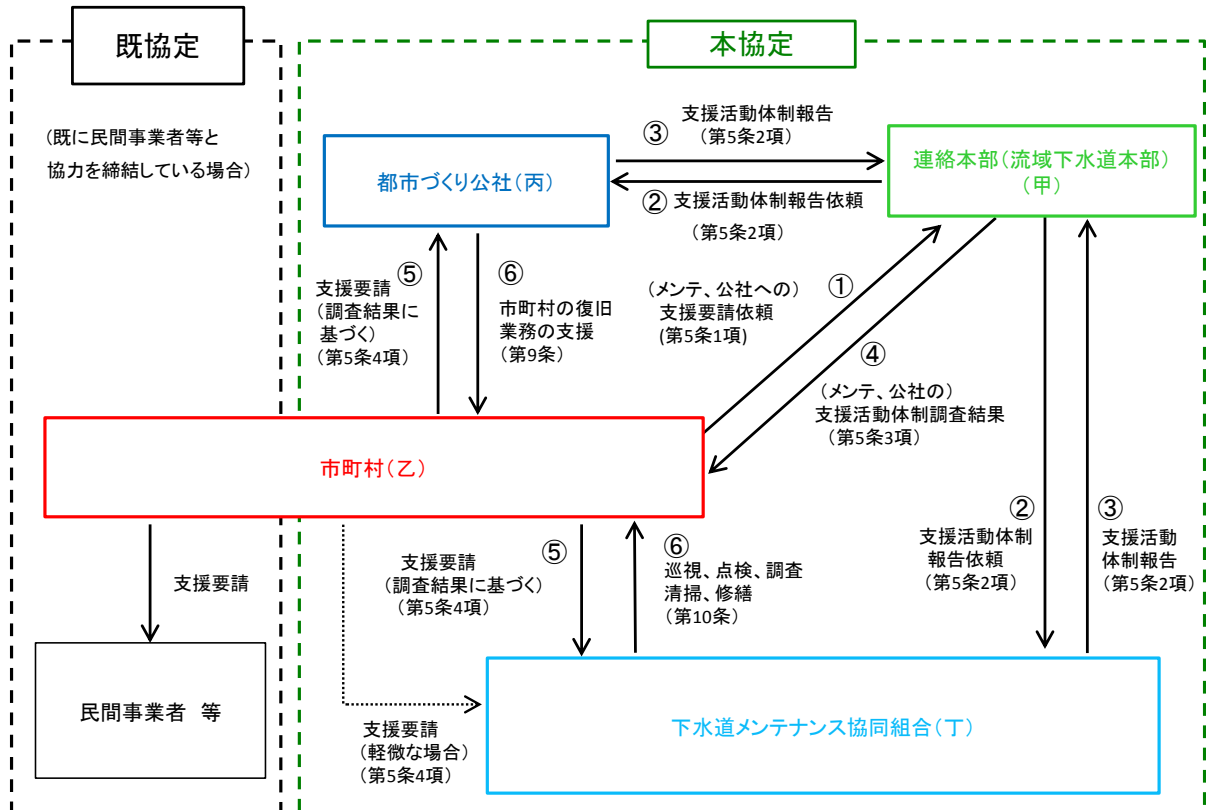 既協定
本協定
(既に民間事業者等と
協力を締結している場合)
都市づくり公社(丙)
③
支援活動体制報告
(第5条2項)
②
支援活動体制報告依頼
(第5条2項)
連絡本部(流域下水道本部)
(甲)
⑤
支援要請
(調査結果に
基づく)
(第5条4項)
⑥
市町村の復旧
業務の支援
(第9条)
①
(メンテ、公社への)
支援要請依頼
(第5条1項)
④
(メンテ、公社の)
支援活動体制調査結果
(第5条3項)
市町村(乙)
支援要請
民間事業者 等
支援要請
(調査結果に基づく)
(第5条4項)
⑤
⑥
巡視、点検、調査
清掃、修繕
(第10条)
②
支援活動体制
報告依頼
(第5条2項)
③
支援活動
体制報告
(第5条2項)
支援要請
(軽微な場合)
(第5条4項)
下水道メンテナンス協同組合(丁)